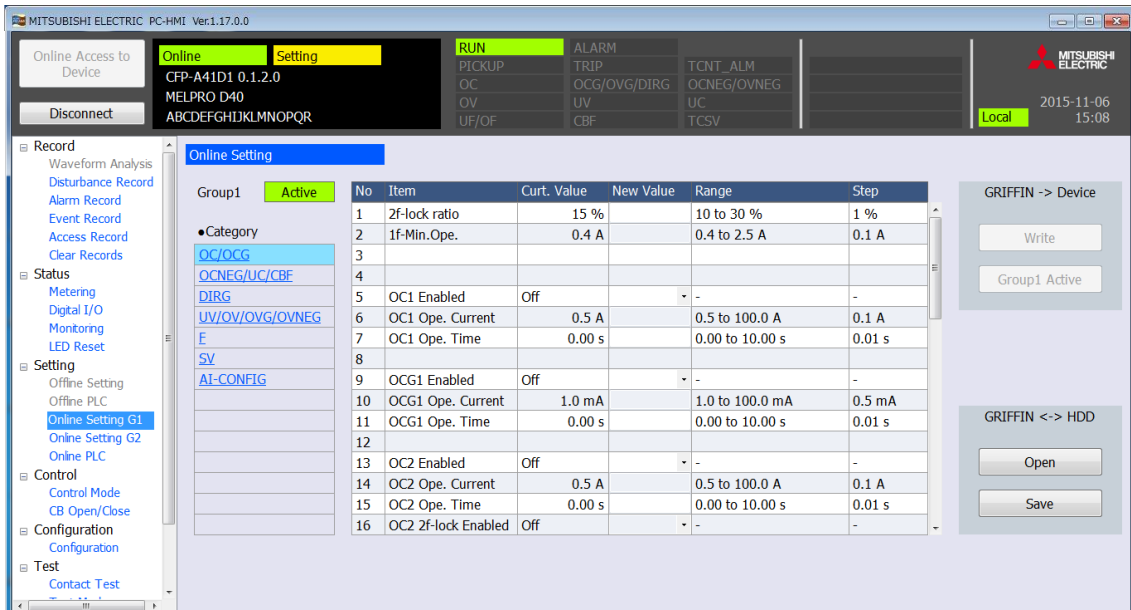 MITSUBISHI ELECTRIC PC-HMI Ver.1.17.0.0
Online Access to
Device
Disconnect
Online Setting
CFP-A41D1 0.1.2.0
MELPRO D40
ABCDEFGHIJKLMNOPQR
RUN ALARM
PICKUP TRIP TCNT_ALM
OC OCG/OVG/DIRG OCNEG/OVNEG
OV UV UC
UF/OF CBF TCSV
MITSUBISHI
ELECTRIC
2015-11-06
Local 15:08
Record
Waveform Analysis
Disturbance Record
Alarm Record
Event Record
Access Record
Clear Records
Status
Metering
Digital I/O
Monitoring
LED Reset
Setting
Offline Setting
Offline PLC
Online Setting G1
Online Setting G2
Online PLC
Control
Control Mode
CB Open/Close
Configuration
Configuration
Test
Contact Test
Online Setting
Group1 Active
●Category
OC/OCG
OCNEG/UC/CBF
DIRG
UV/OV/OVG/OVNEG
F
SV
AI-CONFIG
No Item Curt. Value New Value Range Step
1 2f-lock ratio 15 % 10 to 30 % 1 %
2 1f-Min.Ope. 0.4 A 0.4 to 2.5 A 0.1 A
3
4
5 OC1 Enabled Off - -
6 OC1 Ope. Current 0.5 A 0.5 to 100.0 A 0.1 A
7 OC1 Ope. Time 0.00 s 0.00 to 10.00 s 0.01 s
8
9 OCG1 Enabled Off - -
10 OCG1 Ope. Current 1.0 mA 1.0 to 100.0 mA 0.5 mA
11 OCG1 Ope. Time 0.00 s 0.00 to 10.00 s 0.01 s
12
13 OC2 Enabled Off - -
14 OC2 Ope. Current 0.5 A 0.5 to 100.0 A 0.1 A
15 OC2 Ope. Time 0.00 s 0.00 to 10.00 s 0.01 s
16 OC2 2f-lock Enabled Off - -
GRIFFIN -> Device
Write
Group1 Active
GRIFFIN <-> HDD
Open
Save